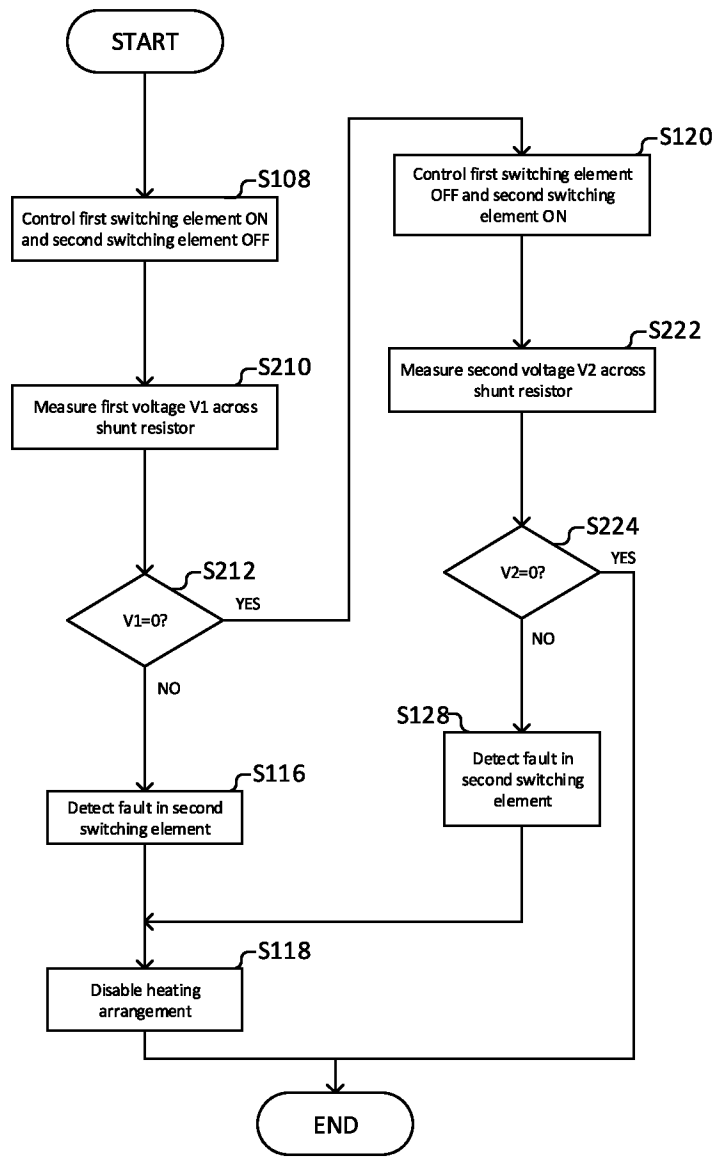 START
S108
Control first switching element ON
and second switching element OFF
S210
Measure first voltage V1 across
shunt resistor
S212
V1=0?
YES
NO
S116
Detect fault in second
switching element
S118
Disable heating
arrangement
S120
Control first switching element
OFF and second switching
element ON
S222
Measure second voltage V2 across
shunt resistor
S224
V2=0?
YES
NO
S128
Detect fault in
second switching
element
END